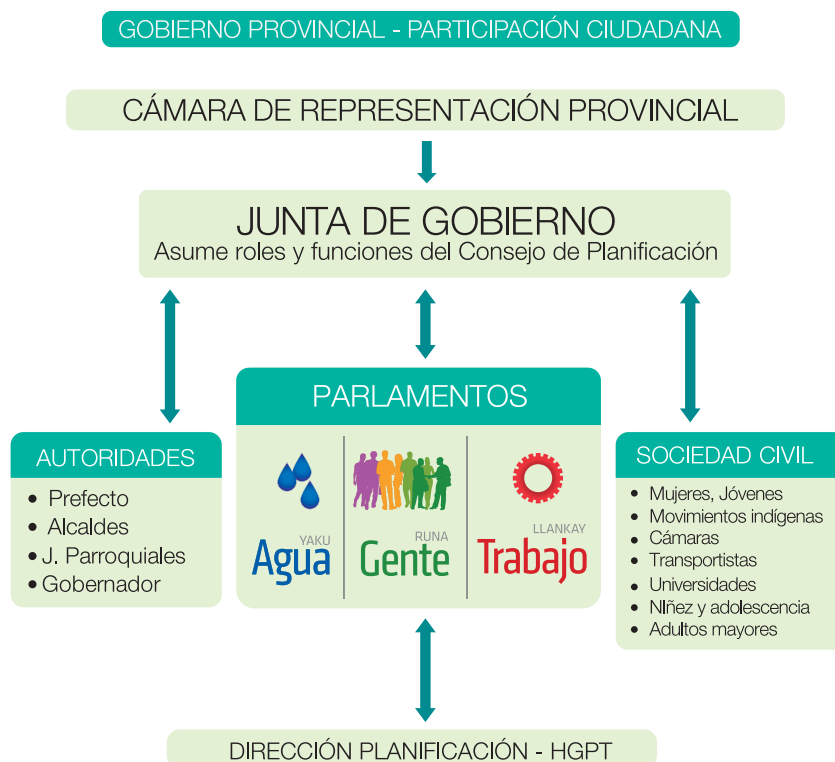 GOBIERNO PROVINCIAL - PARTICIPACIÓN CIUDADANA
CÁMARA DE REPRESENTACIÓN PROVINCIAL
JUNTA DE GOBIERNO
Asume roles y funciones del Consejo de Planificación
PARLAMENTOS
YAKU
Agua
RUNA
Gente
LLANKAY
Trabajo
AUTORIDADES
• Prefecto
• Alcaldes
• J. Parroquiales
• Gobernador
SOCIEDAD CIVIL
• Mujeres, Jóvenes
• Movimientos indígenas
• Cámaras
• Transportistas
• Universidades
• NIñez y adolescencia
• Adultos mayores
DIRECCIÓN PLANIFICACIÓN - HGPT